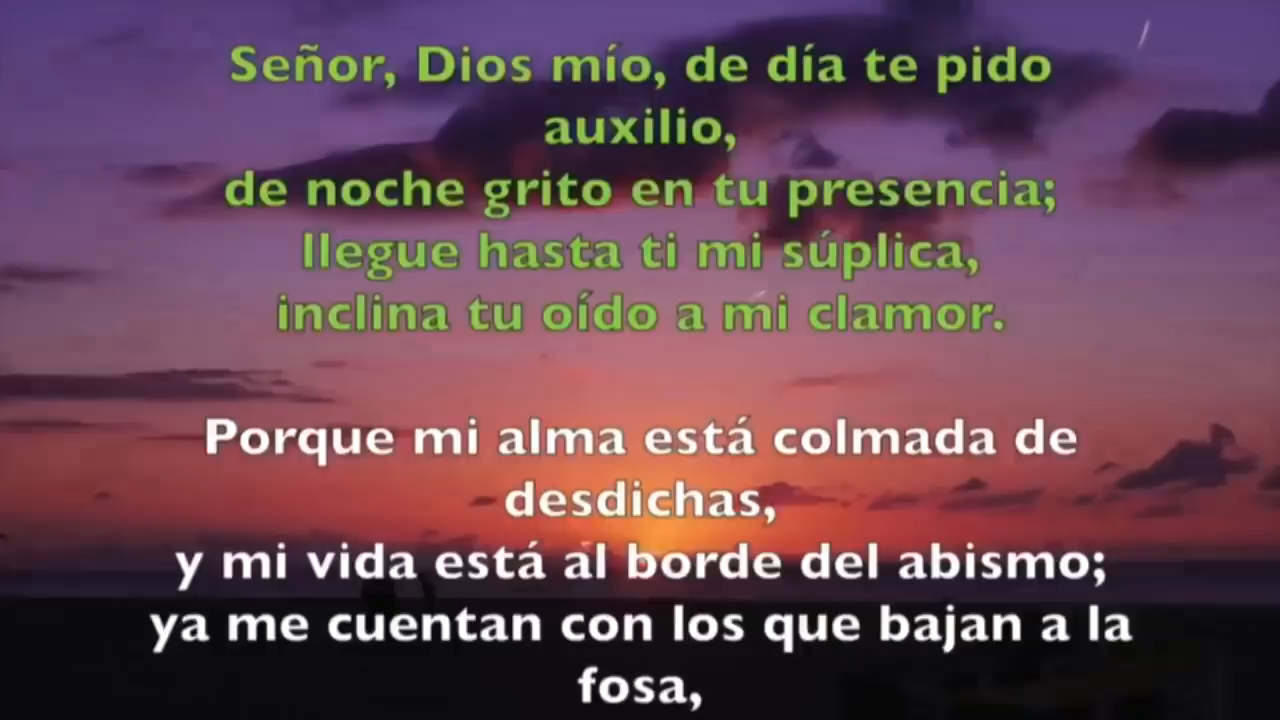 Señor, Dios mío, de día te pido
auxilio,
de noche grito en tu presencia;
llegue hasta ti mi súplica,
inclina tu oído a mi clamor.
Porque mi alma está colmada de
desdichas,
y mi vida está al borde del abismo;
ya me cuentan con los que bajan a la
fosa,